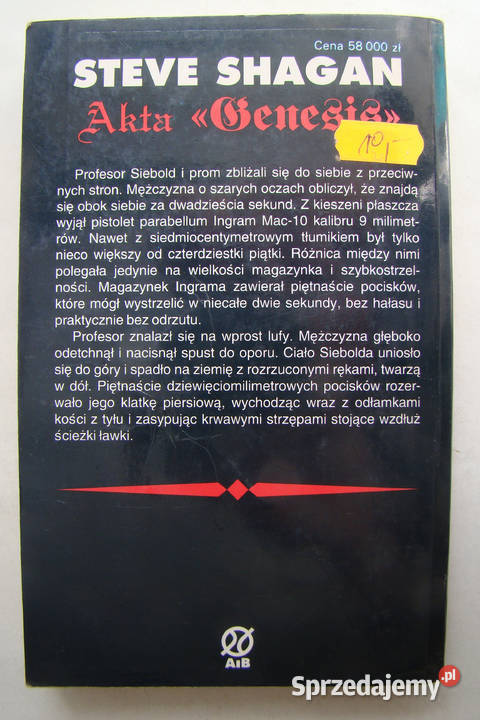 Cena 58 000 zł
STEVE SHAGAN
Akta «Genesis»
10,-
Profesor Siebold i prom zbliżali się do siebie z przeciw-
nych stron. Mężczyzna o szarych oczach obliczył, że znajdą
się obok siebie za dwadzieścia sekund. Z kieszeni płaszcza
wyjął pistolet parabellum Ingram Mac-10 kalibru 9 milimet-
rów. Nawet z siedmiocentymetrowym tłumikiem był tylko
nieco większy od czterdziestki piątki. Różnica między nimi
polegała jedynie na wielkości magazynka i szybkostrzel-
ności. Magazynek Ingrama zawierał piętnaście pocisków,
które mógł wystrzelić w niecałe dwie sekundy, bez hałasu i
praktycznie bez odrzutu.
Profesor znalazł się na wprost lufy. Mężczyzna głęboko
odetchnął i nacisnął spust do oporu. Ciało Siebolda uniosło
się do góry i spadło na ziemię z rozrzuconymi rękami, twarzą
w dół. Piętnaście dziewięciomilimetrowych pocisków rozer-
wało jego klatkę piersiową, wychodząc wraz z odłamkami
kości z tyłu i zasypując krwawymi strzępami stojące wzdłuż
ścieżki ławki.
AiB
Sprzedajemy.pl